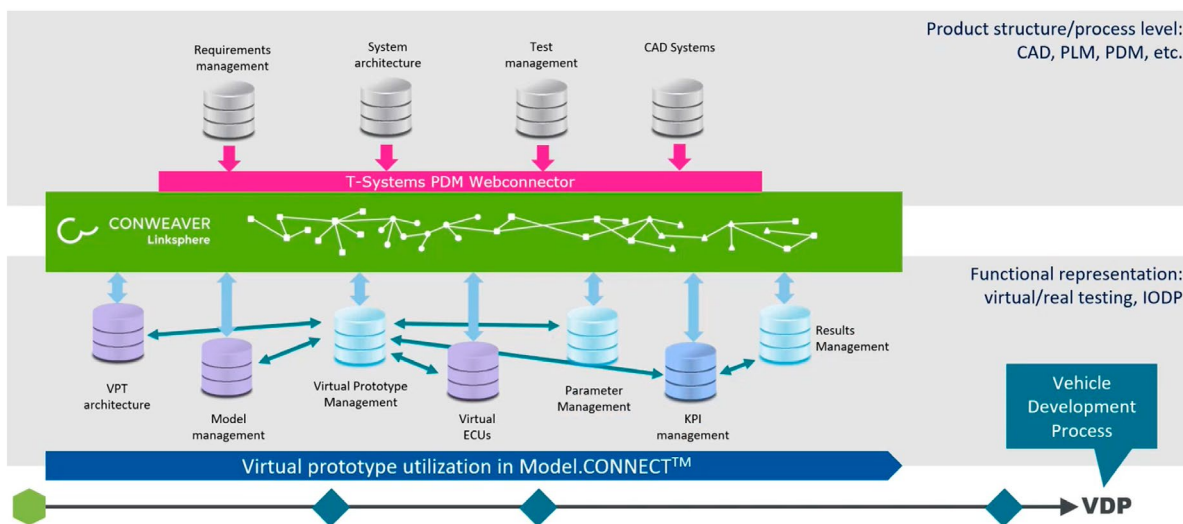 Product structure/process level:
CAD, PLM, PDM, etc.
Requirements
management
System
architecture
Test
management
CAD Systems
T-Systems PDM Webconnector
CONWEAVER
Linksphere
Functional representation:
virtual/real testing, IODP
VPT
architecture
Model
management
Virtual Prototype
Management
Virtual
ECUs
Parameter
Management
KPI
management
Results
Management
Vehicle
Development
Process
Virtual prototype utilization in Model.CONNECT™
VDP